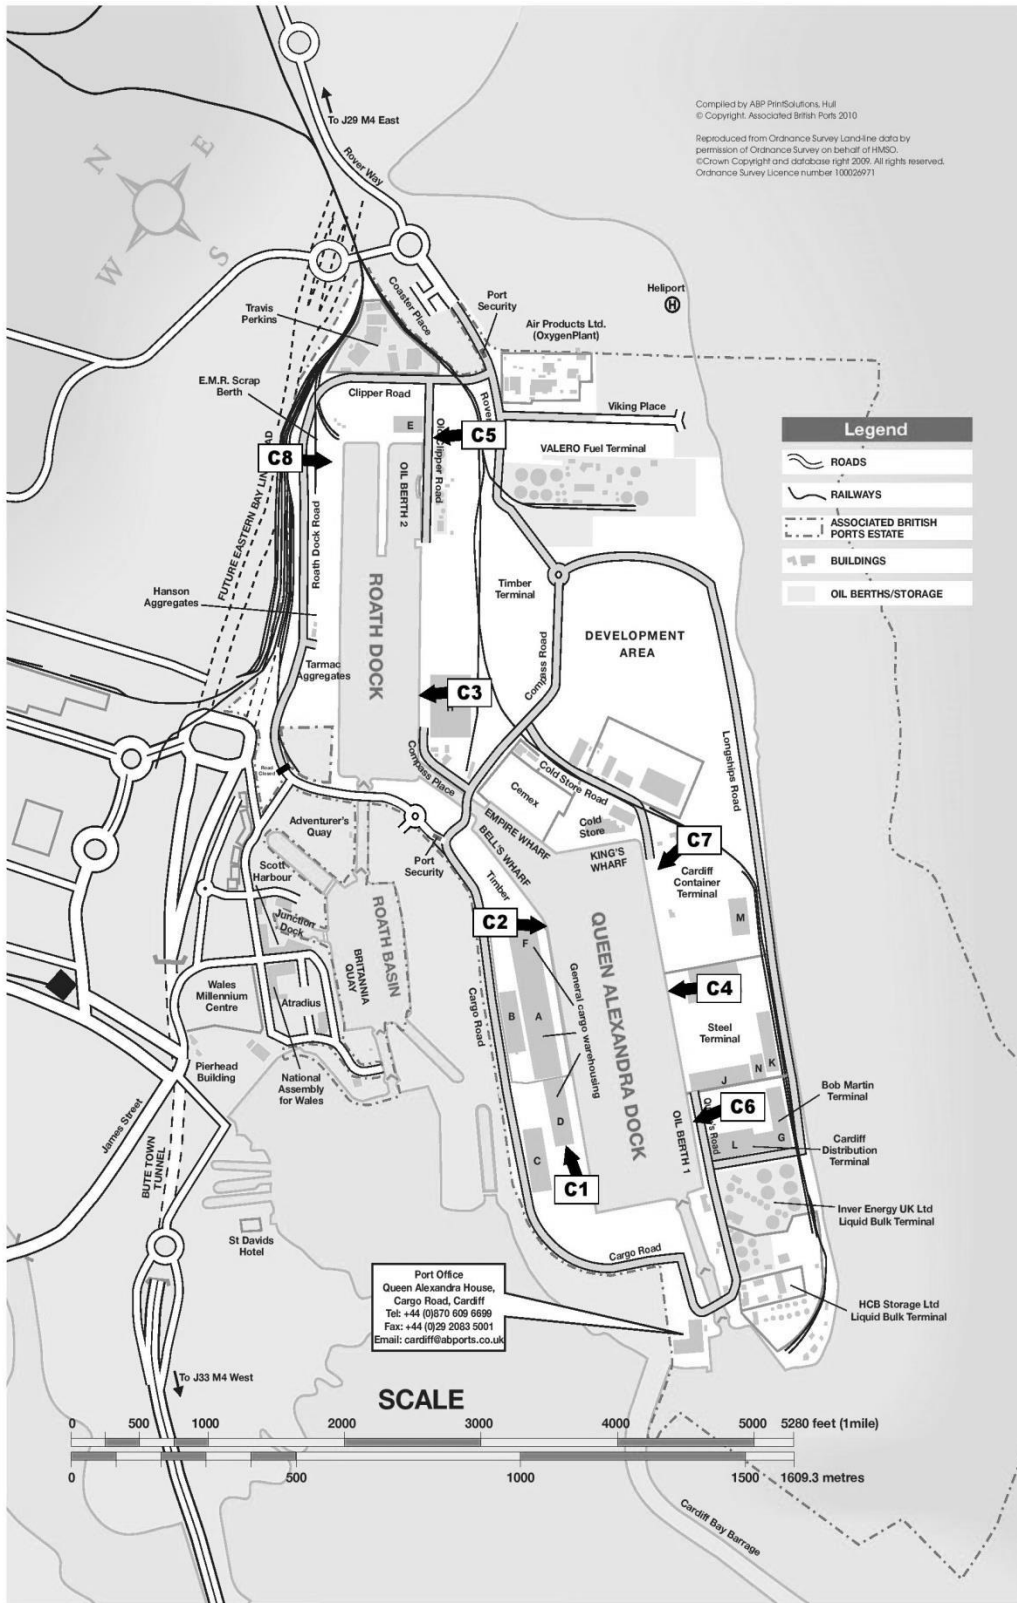 Compiled by ABP PrintSolutions, Hull
© Copyright. Associated British Ports 2010
Reproduced from Ordnance Survey Land-line data by
permission of Ordnance Survey on behalf of HMSO.
©Crown Copyright and database right 2009. All rights reserved.
Ordnance Survey Licence number 100026971
To J29 M4 East
Rover Way
N
E
W
S
Heliport
H
Port
Security
Coaster Place
Travis
Perkins
Air Products Ltd.
(OxygenPlant)
E.M.R. Scrap
Berth
Clipper Road
Viking Place
E
C5
C8
VALERO Fuel Terminal
OIL BERTH 2
Roath Dock Road
Legend
ROADS
RAILWAYS
ASSOCIATED BRITISH
PORTS ESTATE
BUILDINGS
OIL BERTHS/STORAGE
Hanson
Aggregates
ROATH DOCK
Timber
Terminal
DEVELOPMENT
AREA
Compass Road
Tarmac
Aggregates
C3
H
Longships Road
Road
Closed
Compass Place
Cold Store Road
Cemex
Cold
Store
EMPIRE WHARF
BELL'S WHARF
KING'S
WHARF
Adventurer's
Quay
Port
Security
Timber
C7
Cardiff
Container
Terminal
Scott
Harbour
Junction
Dock
ROATH BASIN
BRITANNIA
QUAY
C2
F
M
QUEEN ALEXANDRA DOCK
General cargo warehousing
Cargo Road
Wales
Millennium
Centre
Atradius
B
A
C4
Steel
Terminal
Pierhead
Building
National
Assembly
for Wales
J
N
K
Bob Martin
Terminal
C6
OIL BERTH 1
D
L
G
Cardiff
Distribution
Terminal
James Street
BUTE TOWN
TUNNEL
C
C1
Inver Energy UK Ltd
Liquid Bulk Terminal
St Davids
Hotel
Cargo Road
Port Office
Queen Alexandra House,
Cargo Road, Cardiff
Tel: +44 (0)870 609 6699
Fax: +44 (0)29 2083 5001
Email: cardiff@abports.co.uk
HCB Storage Ltd
Liquid Bulk Terminal
To J33 M4 West
SCALE
0 500 1000 2000 3000 4000 5000 5280 feet (1mile)
0 500 1000 1500 1609.3 metres
Cardiff Bay Barrage